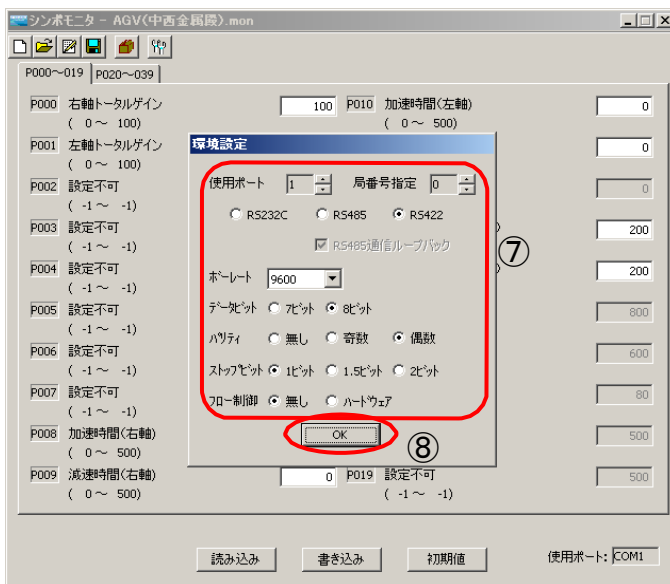 シンポモニタ - AGV(中西金属殿).mon
P000～019 P020～039
P000 右軸トータルゲイン 100 P010 加速時間(左軸) 0
( 0～ 100) ( 0～ 500)
P001 左軸トータルゲイン 0
( 0～ 100)
P002 設定不可 0
( -1～ -1)
P003 設定不可 200
( -1～ -1)
P004 設定不可 200
( -1～ -1)
P005 設定不可 800
( -1～ -1)
P006 設定不可 600
( -1～ -1)
P007 設定不可 80
( -1～ -1)
P008 加速時間(右軸) 500
( 0～ 500)
P009 減速時間(右軸) 0 P019 設定不可 500
( 0～ 500) ( -1～ -1)
環境設定
使用ポート 1 局番号指定 0
RS232C RS485 RS422
RS485通信ループバック
⑦
ボーレート 9600
データビット 7ビット 8ビット
パリティ 無し 奇数 偶数
ストップビット 1ビット 1.5ビット 2ビット
フロー制御 無し ハードウェア
OK
⑧
読み込み 書き込み 初期値 使用ポート: COM1